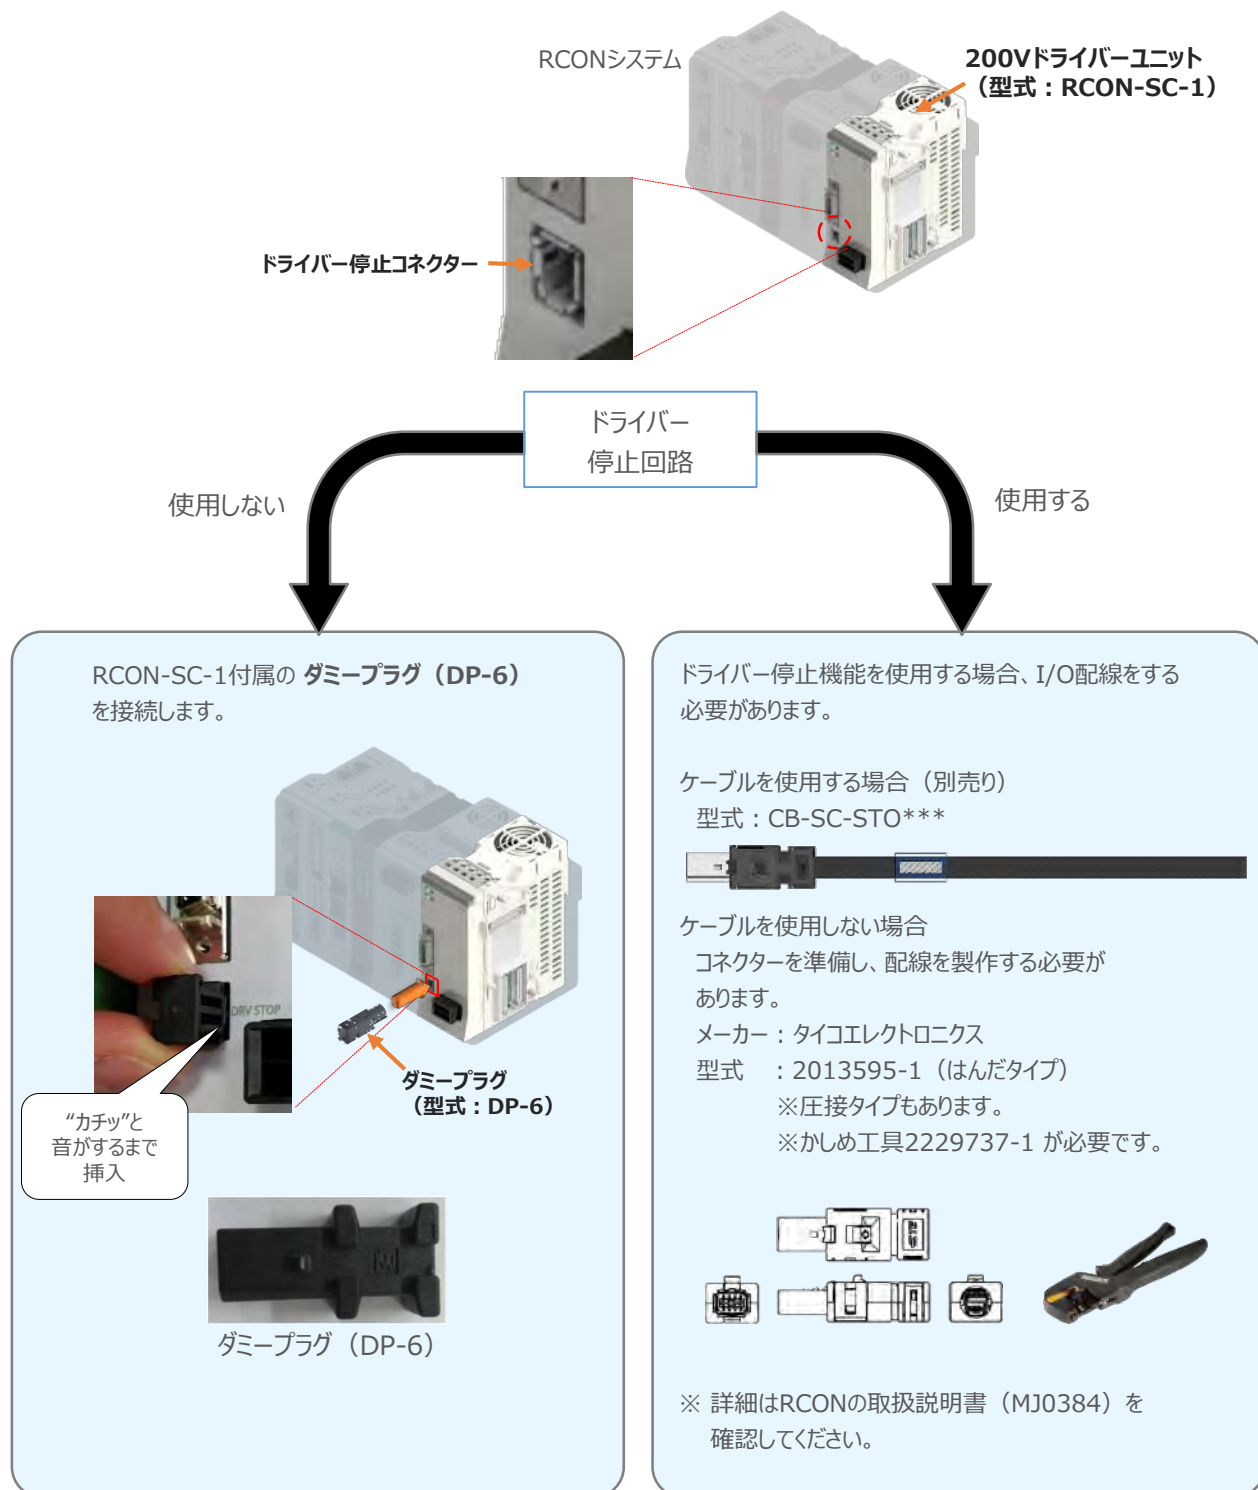 RCONシステム
200Vドライバーユニット
（型式：RCON-SC-1）
ドライバー停止コネクター
ドライバー
停止回路
使用しない
使用する
RCON-SC-1付属の ダミープラグ（DP-6）
を接続します。
DRV STOP
ダミープラグ
（型式：DP-6）
“カチッ”と
音がするまで
挿入
ダミープラグ（DP-6）
ドライバー停止機能を使用する場合、I/O配線をする
必要があります。
ケーブルを使用する場合（別売り）
型式：CB-SC-STO***
ケーブルを使用しない場合
コネクターを準備し、配線を製作する必要が
あります。
メーカー：タイコエレクトロニクス
型式　：2013595-1（はんだタイプ）
※圧接タイプもあります。
※かしめ工具2229737-1 が必要です。
※ 詳細はRCONの取扱説明書（MJ0384）を
確認してください。